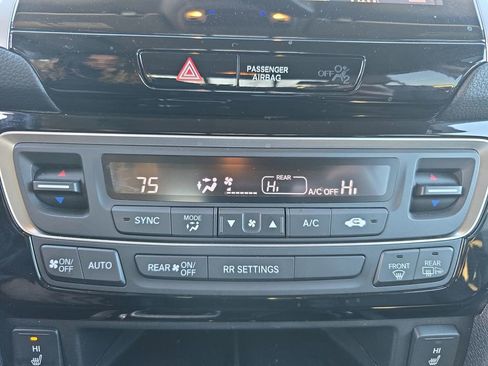 PASSENGER
AIRBAG
OFF
75
REAR
HI
A/C OFF
HI
SYNC
MODE
A/C
ON/
OFF
AUTO
REAR ON/
OFF
RR SETTINGS
FRONT
REAR
HI
HI